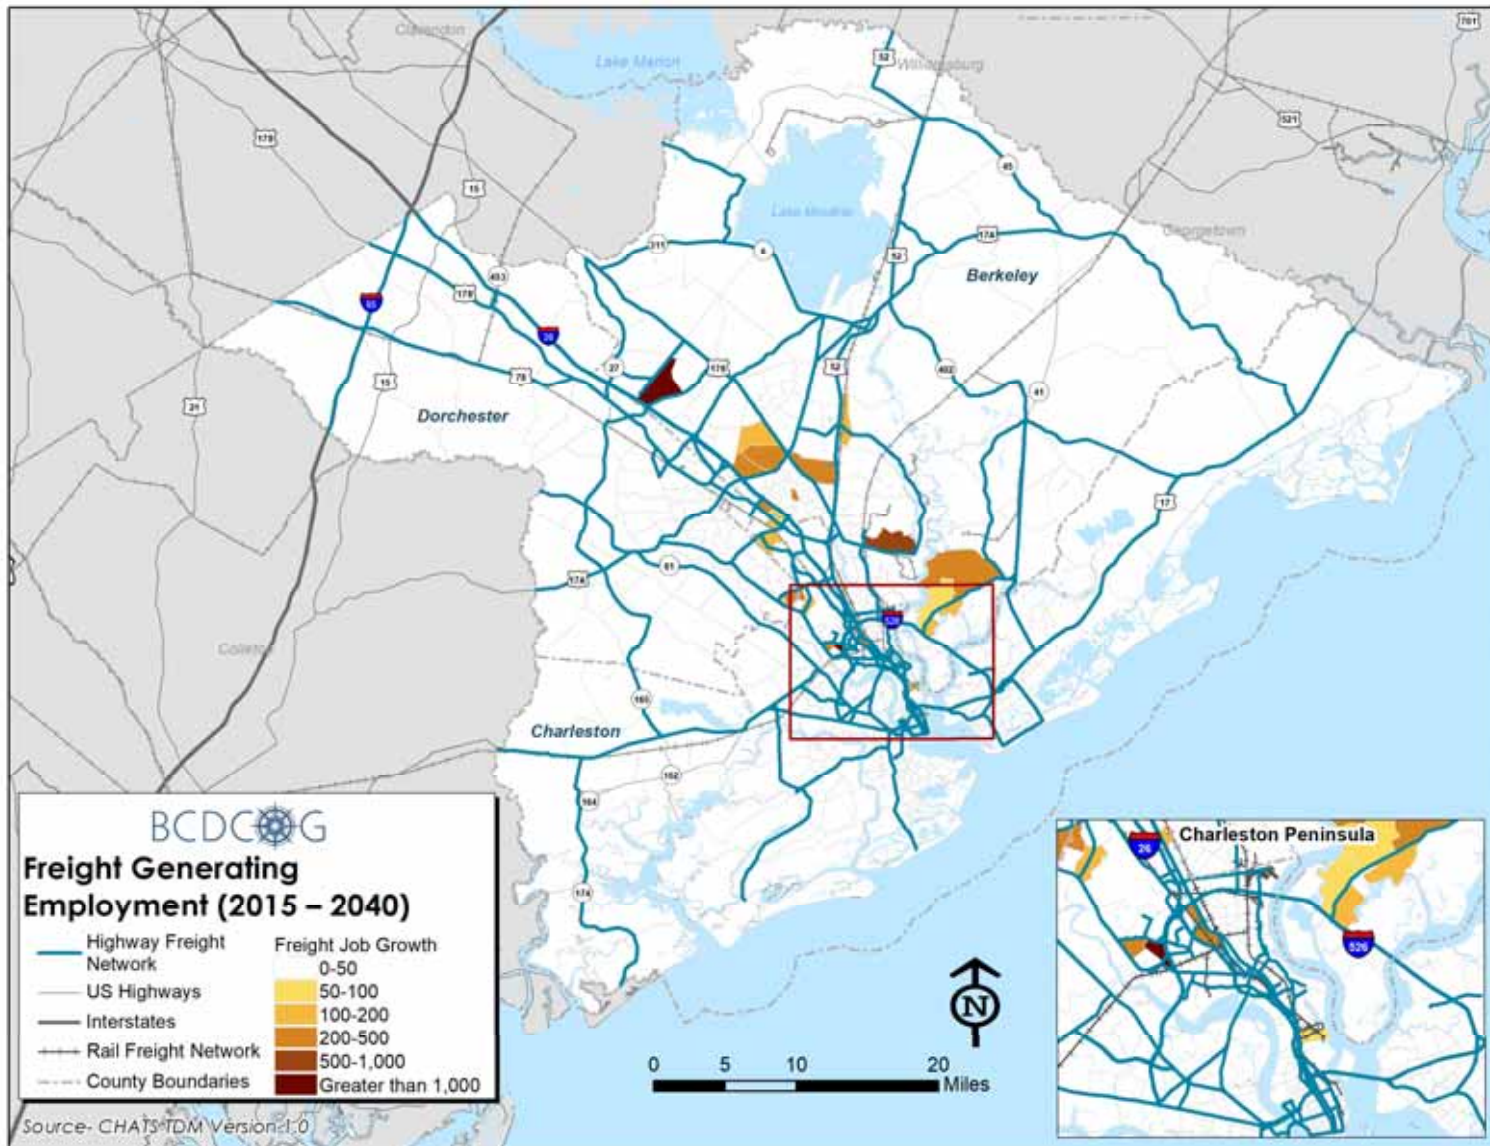 Clarendon
Lake Marion
Williamsburg
701
52
178
521
15
45
Lake Moultrie
Georgetown
311
6
17A
52
Berkeley
453
178
95
26
78
27
176
52
402
41
15
21
Dorchester
17
17A
61
526
Colleton
165
Charleston
162
164
174
BCDCOG
Freight Generating
Employment (2015 – 2040)
Highway Freight
Network
US Highways
Interstates
Rail Freight Network
County Boundaries
Freight Job Growth
0-50
50-100
100-200
200-500
500-1,000
Greater than 1,000
Source- CHATS TDM Version 1.0
N
0 5 10 20
Miles
Charleston Peninsula
26
526